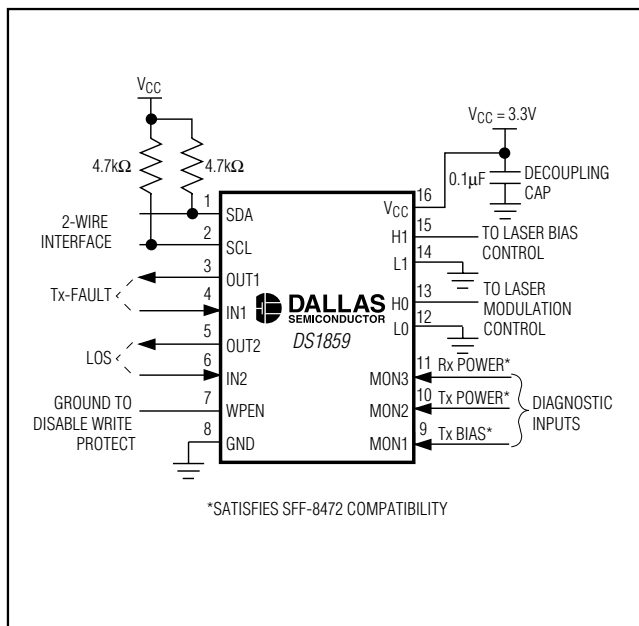 VCC
VCC = 3.3V
4.7kΩ
4.7kΩ
0.1µF
DECOUPLING
CAP
2-WIRE
INTERFACE
1
SDA
2
SCL
Tx-FAULT
3
OUT1
4
IN1
LOS
5
OUT2
6
IN2
GROUND TO
DISABLE WRITE
PROTECT
7
WPEN
8
GND
DALLAS
SEMICONDUCTOR
DS1859
16
VCC
15
H1
TO LASER BIAS
CONTROL
14
L1
13
H0
TO LASER
MODULATION
CONTROL
12
L0
11
MON3
Rx POWER*
10
MON2
Tx POWER*
9
MON1
Tx BIAS*
DIAGNOSTIC
INPUTS
*SATISFIES SFF-8472 COMPATIBILITY